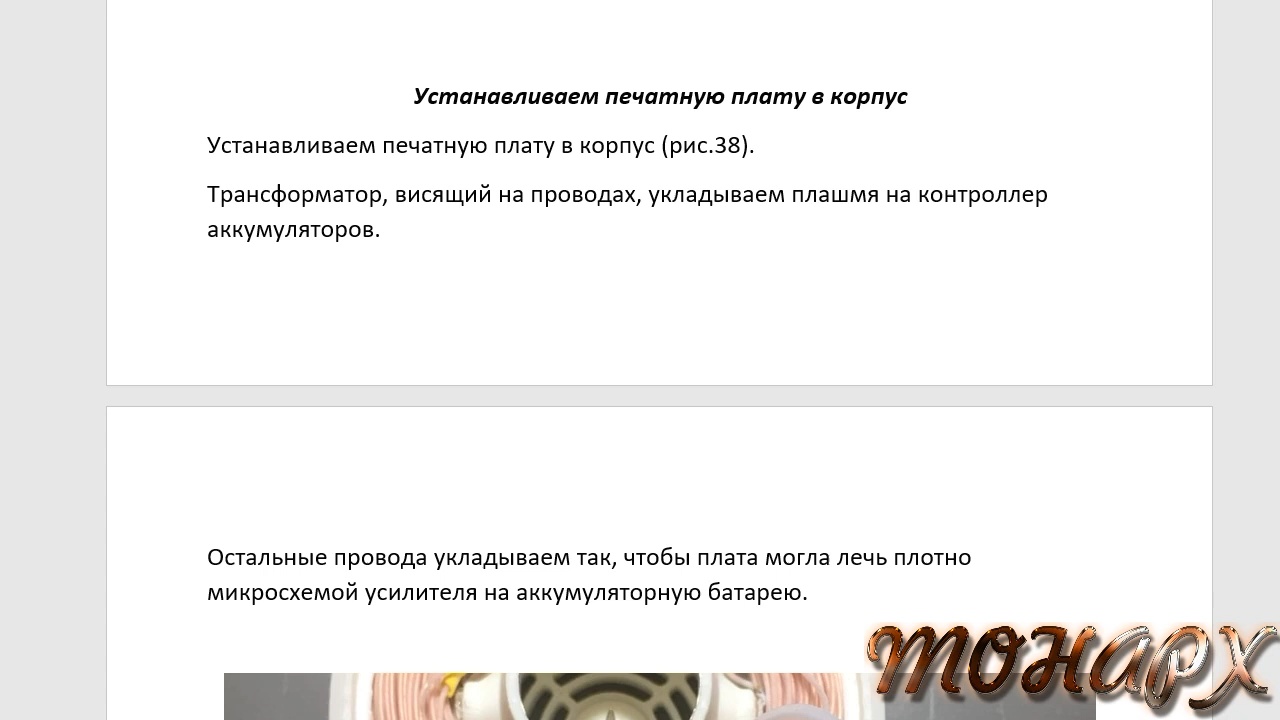 Устанавливаем печатную плату в корпус
Устанавливаем печатную плату в корпус (рис.38).
Трансформатор, висящий на проводах, укладываем плашмя на контроллер
аккумуляторов.
Остальные провода укладываем так, чтобы плата могла лечь плотно
микросхемой усилителя на аккумуляторную батарею.
тонарх